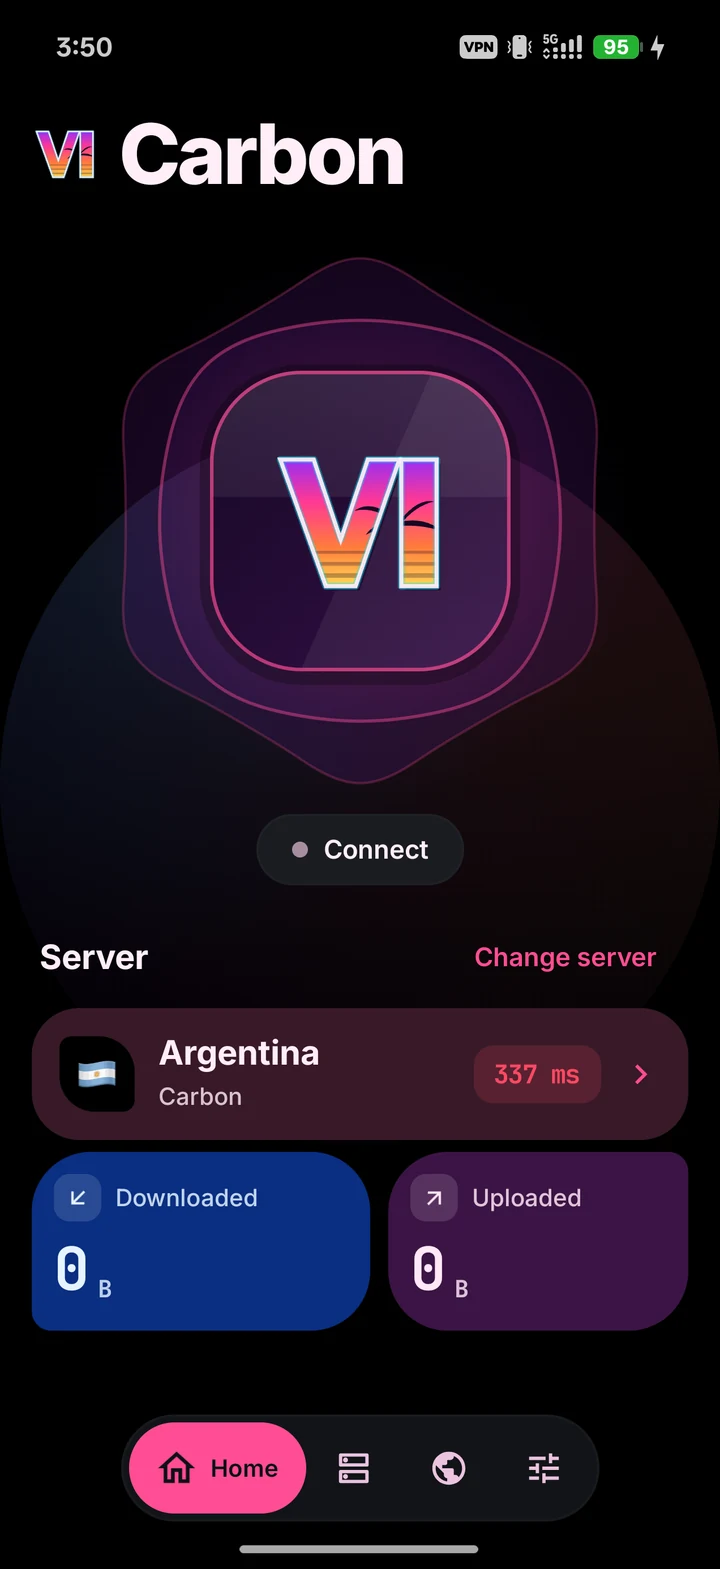 3:50
VPN 5G 95
VI Carbon
VI
Connect
Server
Change server
Argentina
Carbon
337 ms
Downloaded
0 B
Uploaded
0 B
Home